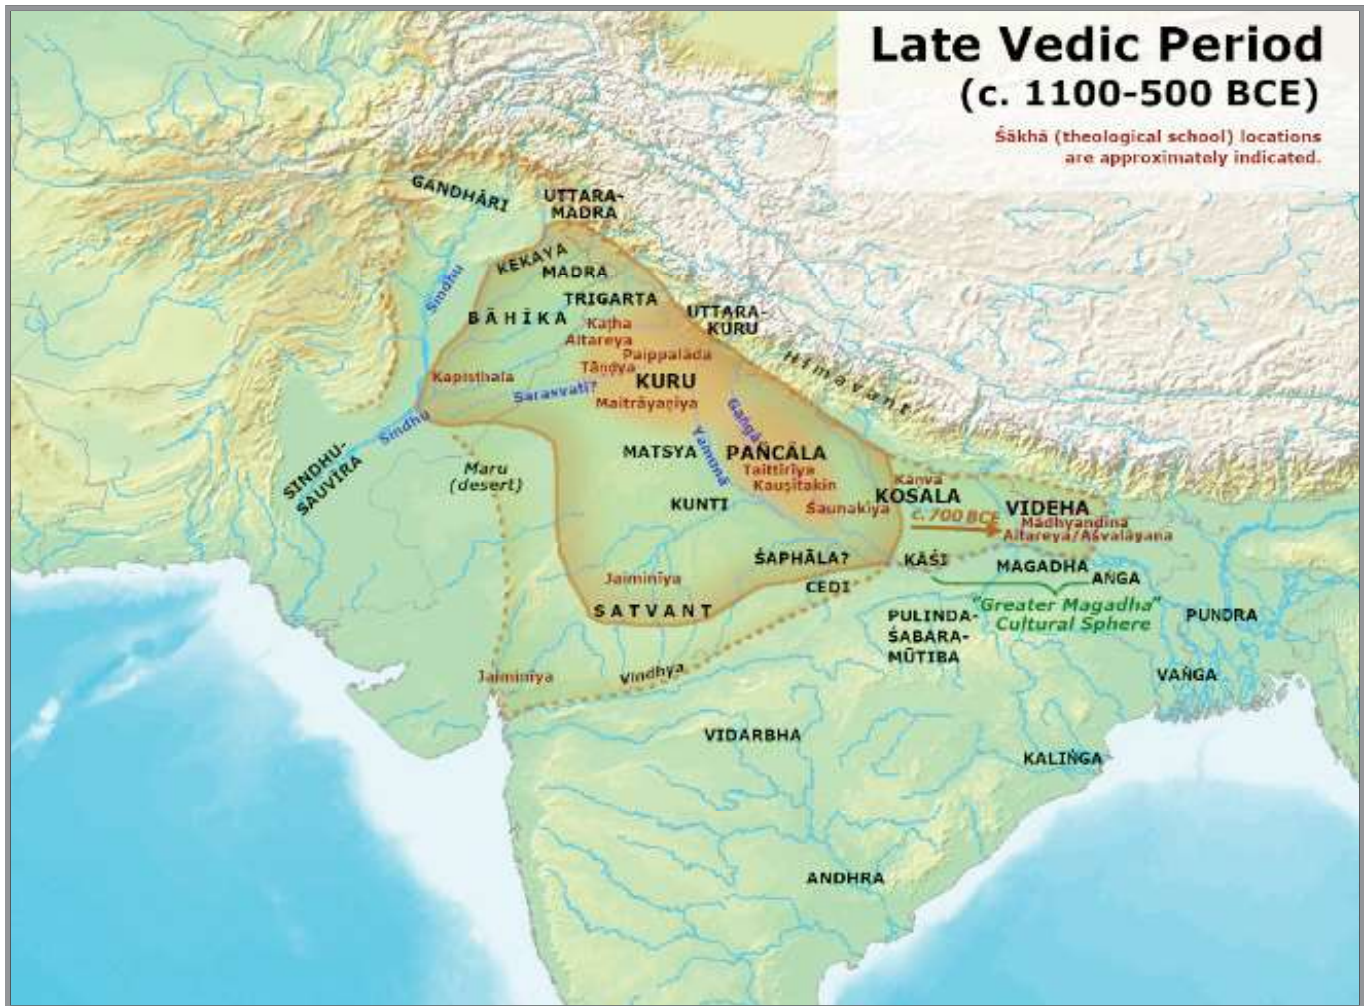 Late Vedic Period
(c. 1100-500 BCE)
Śākhā (theological school) locations
are approximately indicated.
GANDHĀRI
UTTARA-
MADRA
KEKAYA
MADRA
Sindhu
TRIGARTA
BĀHĪKA
Kaṭha
UTTARA-
KURU
Aitareya
Paippalāda
Himavant
Tāṇḍya
Kapisthala
KURU
Sarasvatī?
Maitrāyaṇīya
Sindhu
Gaṅgā
Yamunā
MATSYA
PAÑCĀLA
SINDHU-
SAUVĪRA
Maru
(desert)
Taittirīya
Kauṣītakin
Kāṇva
KOSALA
KUNTI
Śaunakīya
c. 700 BCE
VIDEHA
Mādhyandina
Aitareya/Aśvalāyana
ŚAPHĀLA?
KĀŚI
MAGADHA
AṄGA
Jaiminīya
CEDI
SATVANT
"Greater Magadha"
Cultural Sphere
PULINDA-
ŚABARA-
MŪTIBA
PUNDRA
Jaiminīya
Vindhya
VAṄGA
VIDARBHA
KALIṄGA
ANDHRA